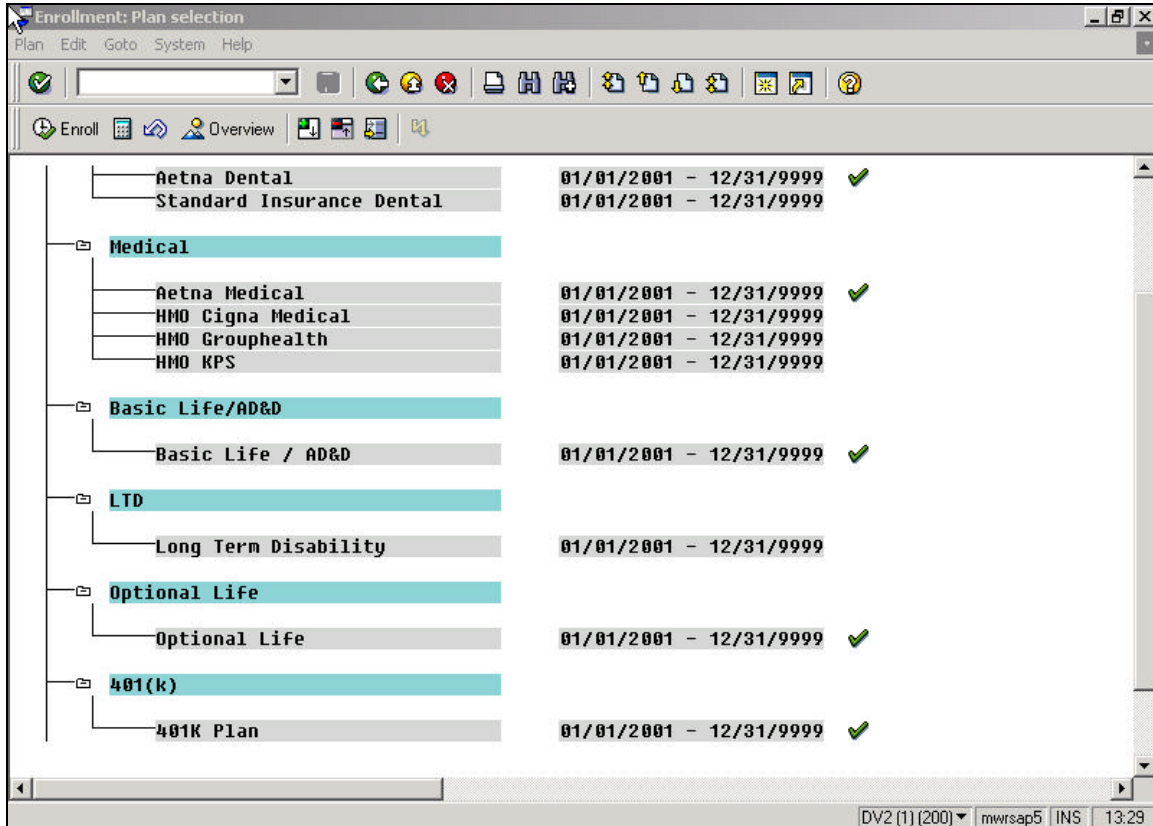 Enrollment: Plan selection
Plan Edit Goto System Help
Enroll Overview
Aetna Dental 01/01/2001 - 12/31/9999
Standard Insurance Dental 01/01/2001 - 12/31/9999
Medical
Aetna Medical 01/01/2001 - 12/31/9999
HMO Cigna Medical 01/01/2001 - 12/31/9999
HMO Grouphealth 01/01/2001 - 12/31/9999
HMO KPS 01/01/2001 - 12/31/9999
Basic Life/AD&D
Basic Life / AD&D 01/01/2001 - 12/31/9999
LTD
Long Term Disability 01/01/2001 - 12/31/9999
Optional Life
Optional Life 01/01/2001 - 12/31/9999
401(k)
401K Plan 01/01/2001 - 12/31/9999
DV2 (1) (200) mwrsap5 INS 13:29